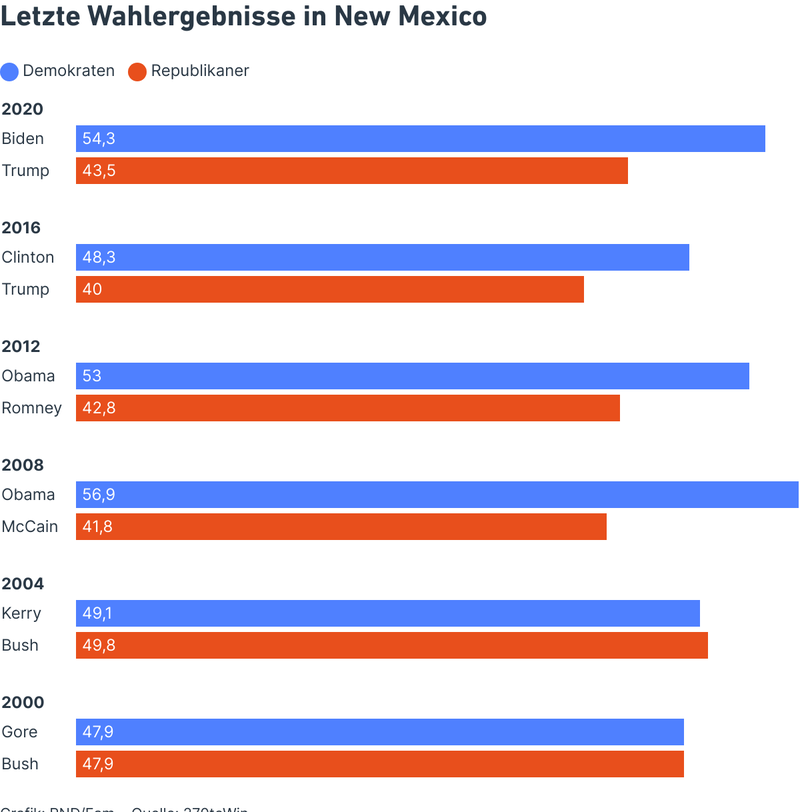 Letzte Wahlergebnisse in New Mexico
Demokraten Republikaner
2020
Biden 54,3
Trump 43,5
2016
Clinton 48,3
Trump 40
2012
Obama 53
Romney 42,8
2008
Obama 56,9
McCain 41,8
2004
Kerry 49,1
Bush 49,8
2000
Gore 47,9
Bush 47,9